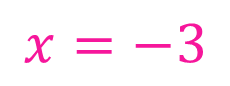 x = −3